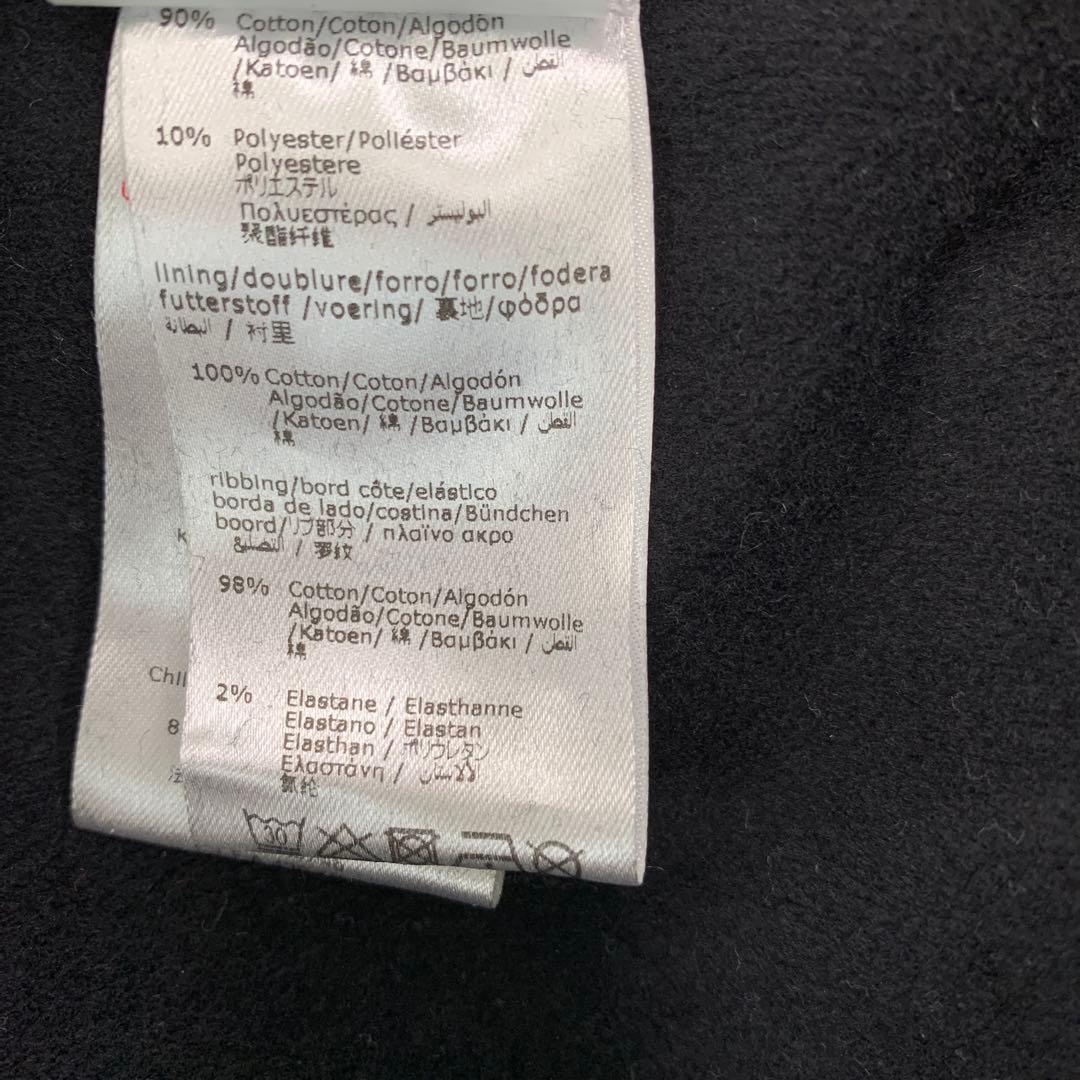 90% Cotton/Coton/Algodón
Algodão/Cotone/Baumwolle
/Katoen/ 綿 /Βαμβάκι / القطن
棉
10% Polyester/Poliéster
Polyestere
ポリエステル
Πολυεστέρας / البوليستر
聚酯纤维
lining/doublure/forro/forro/fodera
futterstoff /voering/ 裏地/φόδρα
البطانة / 衬里
100% Cotton/Coton/Algodón
Algodão/Cotone/Baumwolle
/Katoen/ 綿 /Βαμβάκι / القطن
棉
ribbing/bord côte/elástico
borda de lado/costina/Bündchen
boord/リブ部分 / πλαϊνο ακρο
التضليع / 罗纹
98% Cotton/Coton/Algodón
Algodão/Cotone/Baumwolle
/Katoen/ 綿 /Βαμβάκι / القطن
棉
2% Elastane / Elasthanne
Elastano / Elastan
Elasthan / ポリウレタン
Ελαστάνη /
氨纶
30